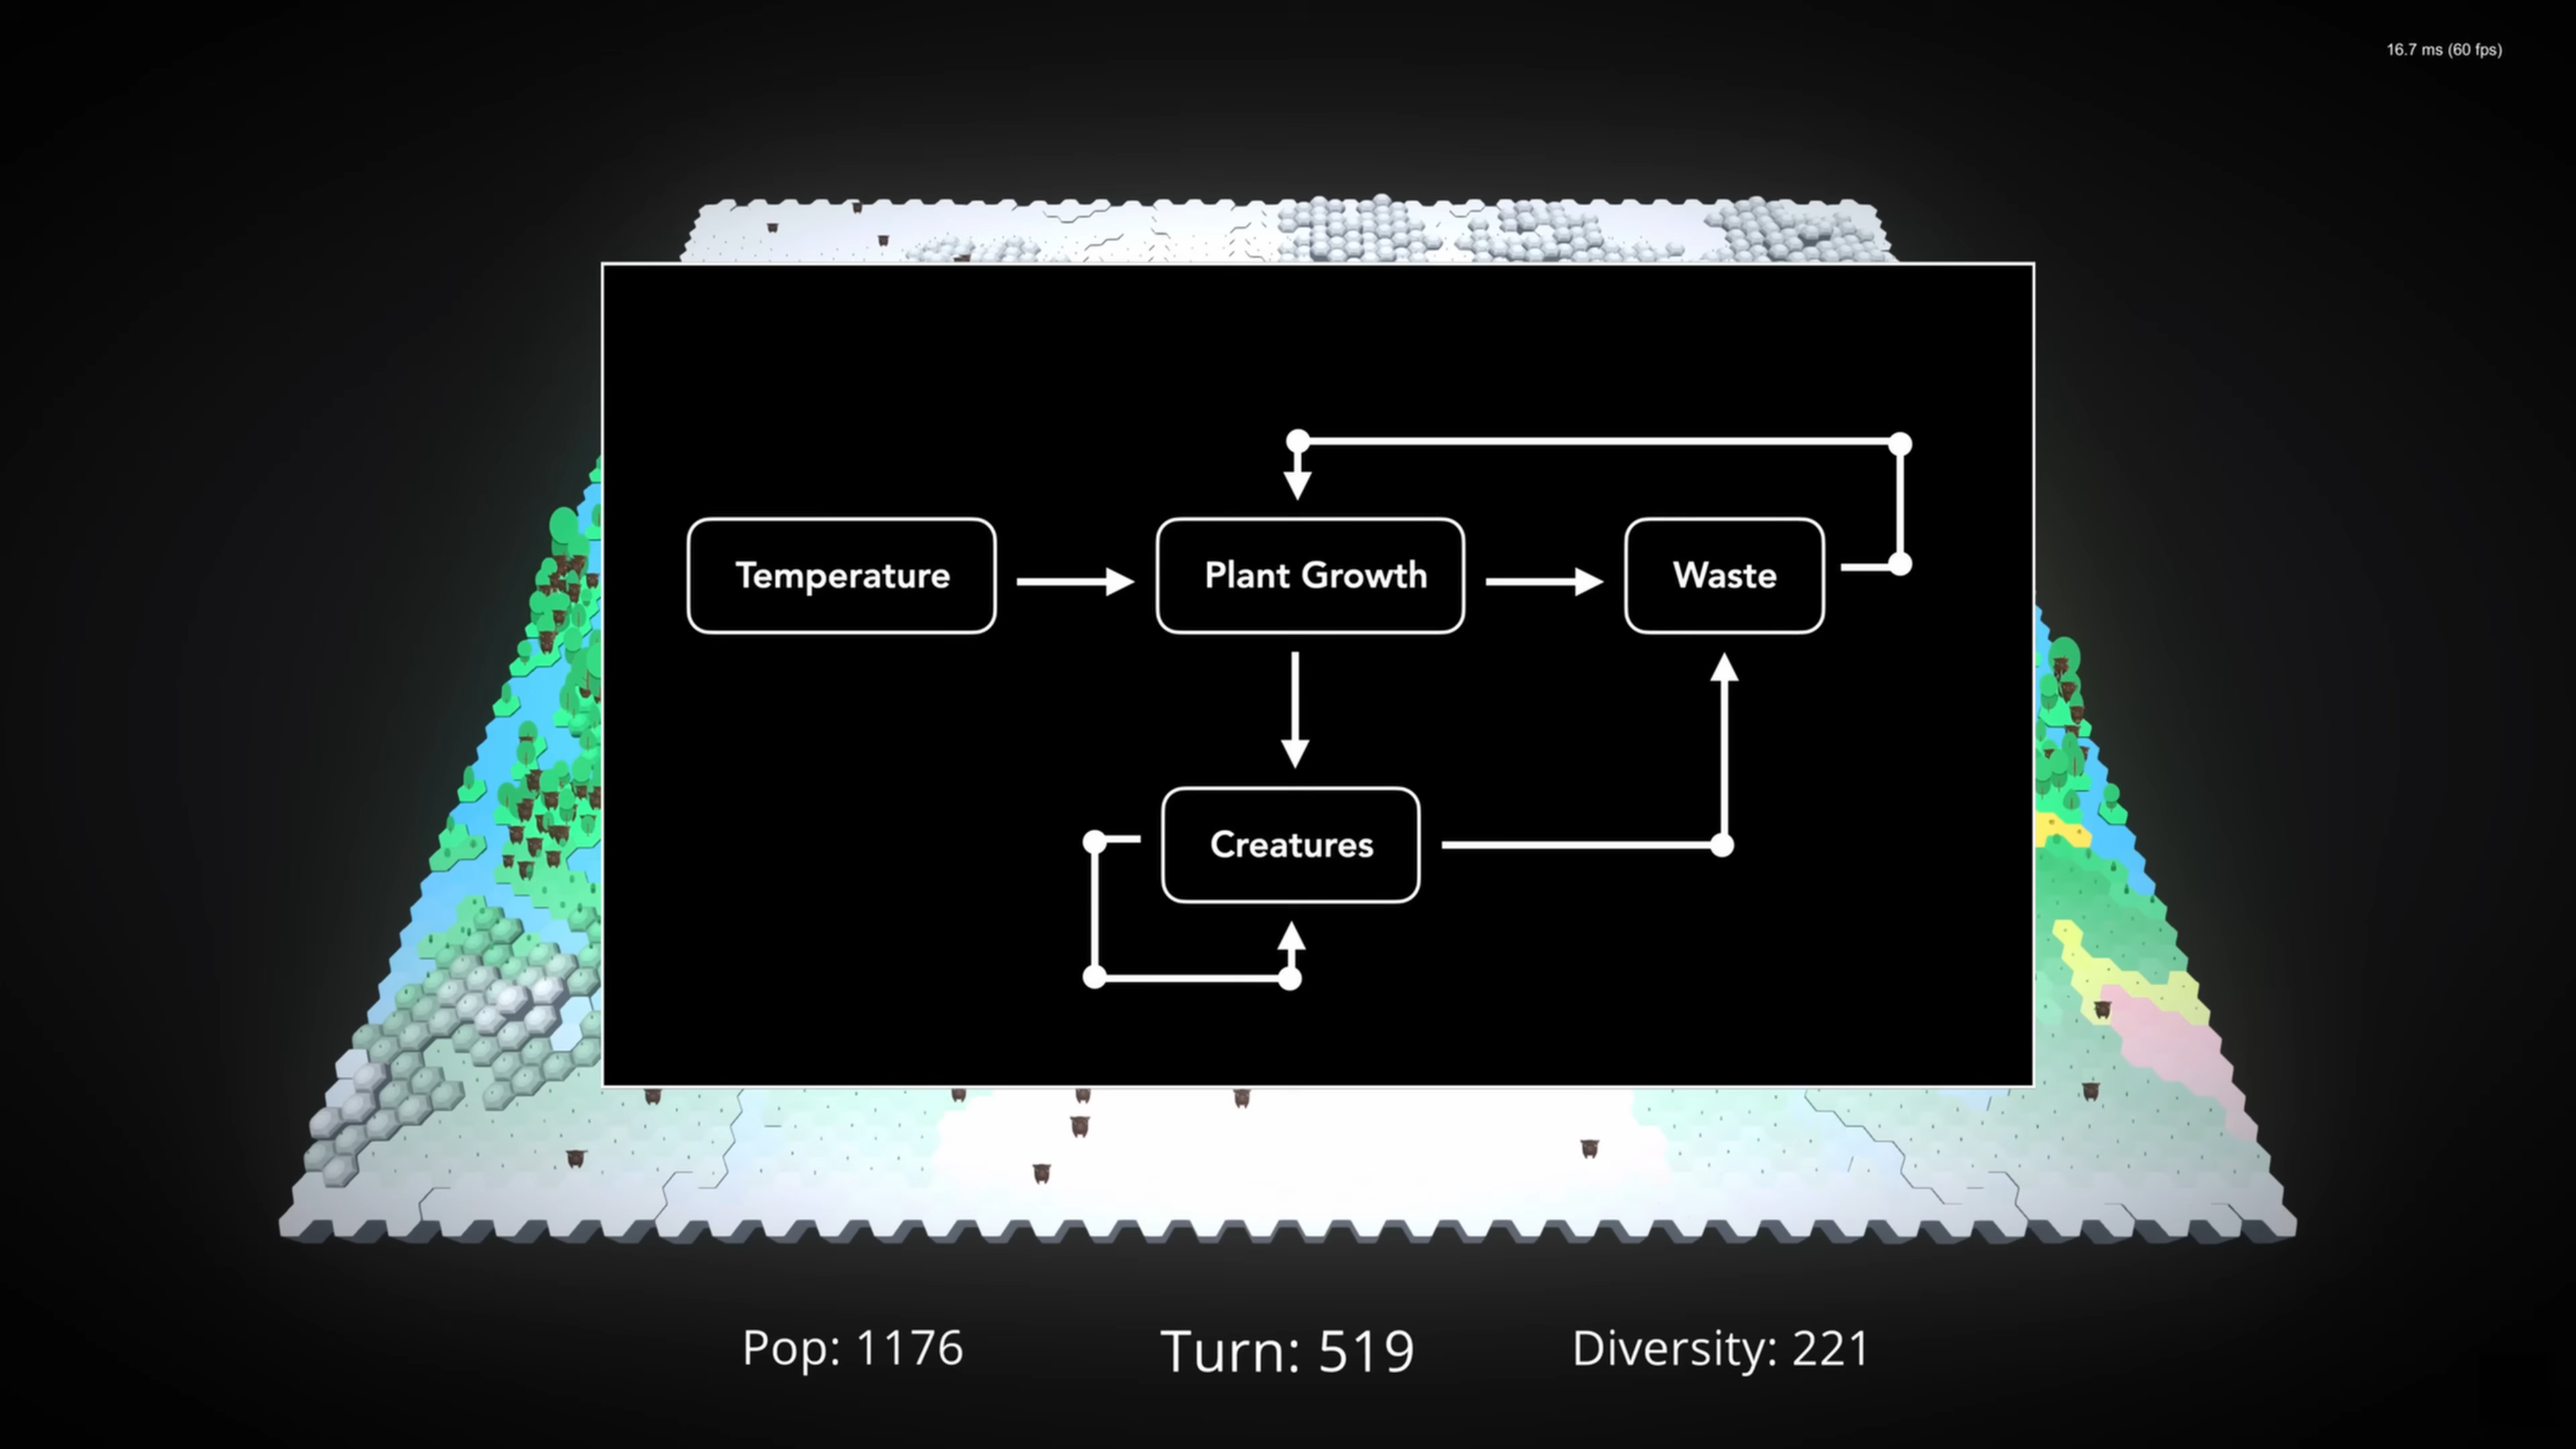 16.7 ms (60 fps)
Temperature
Plant Growth
Waste
Creatures
Pop: 1176
Turn: 519
Diversity: 221